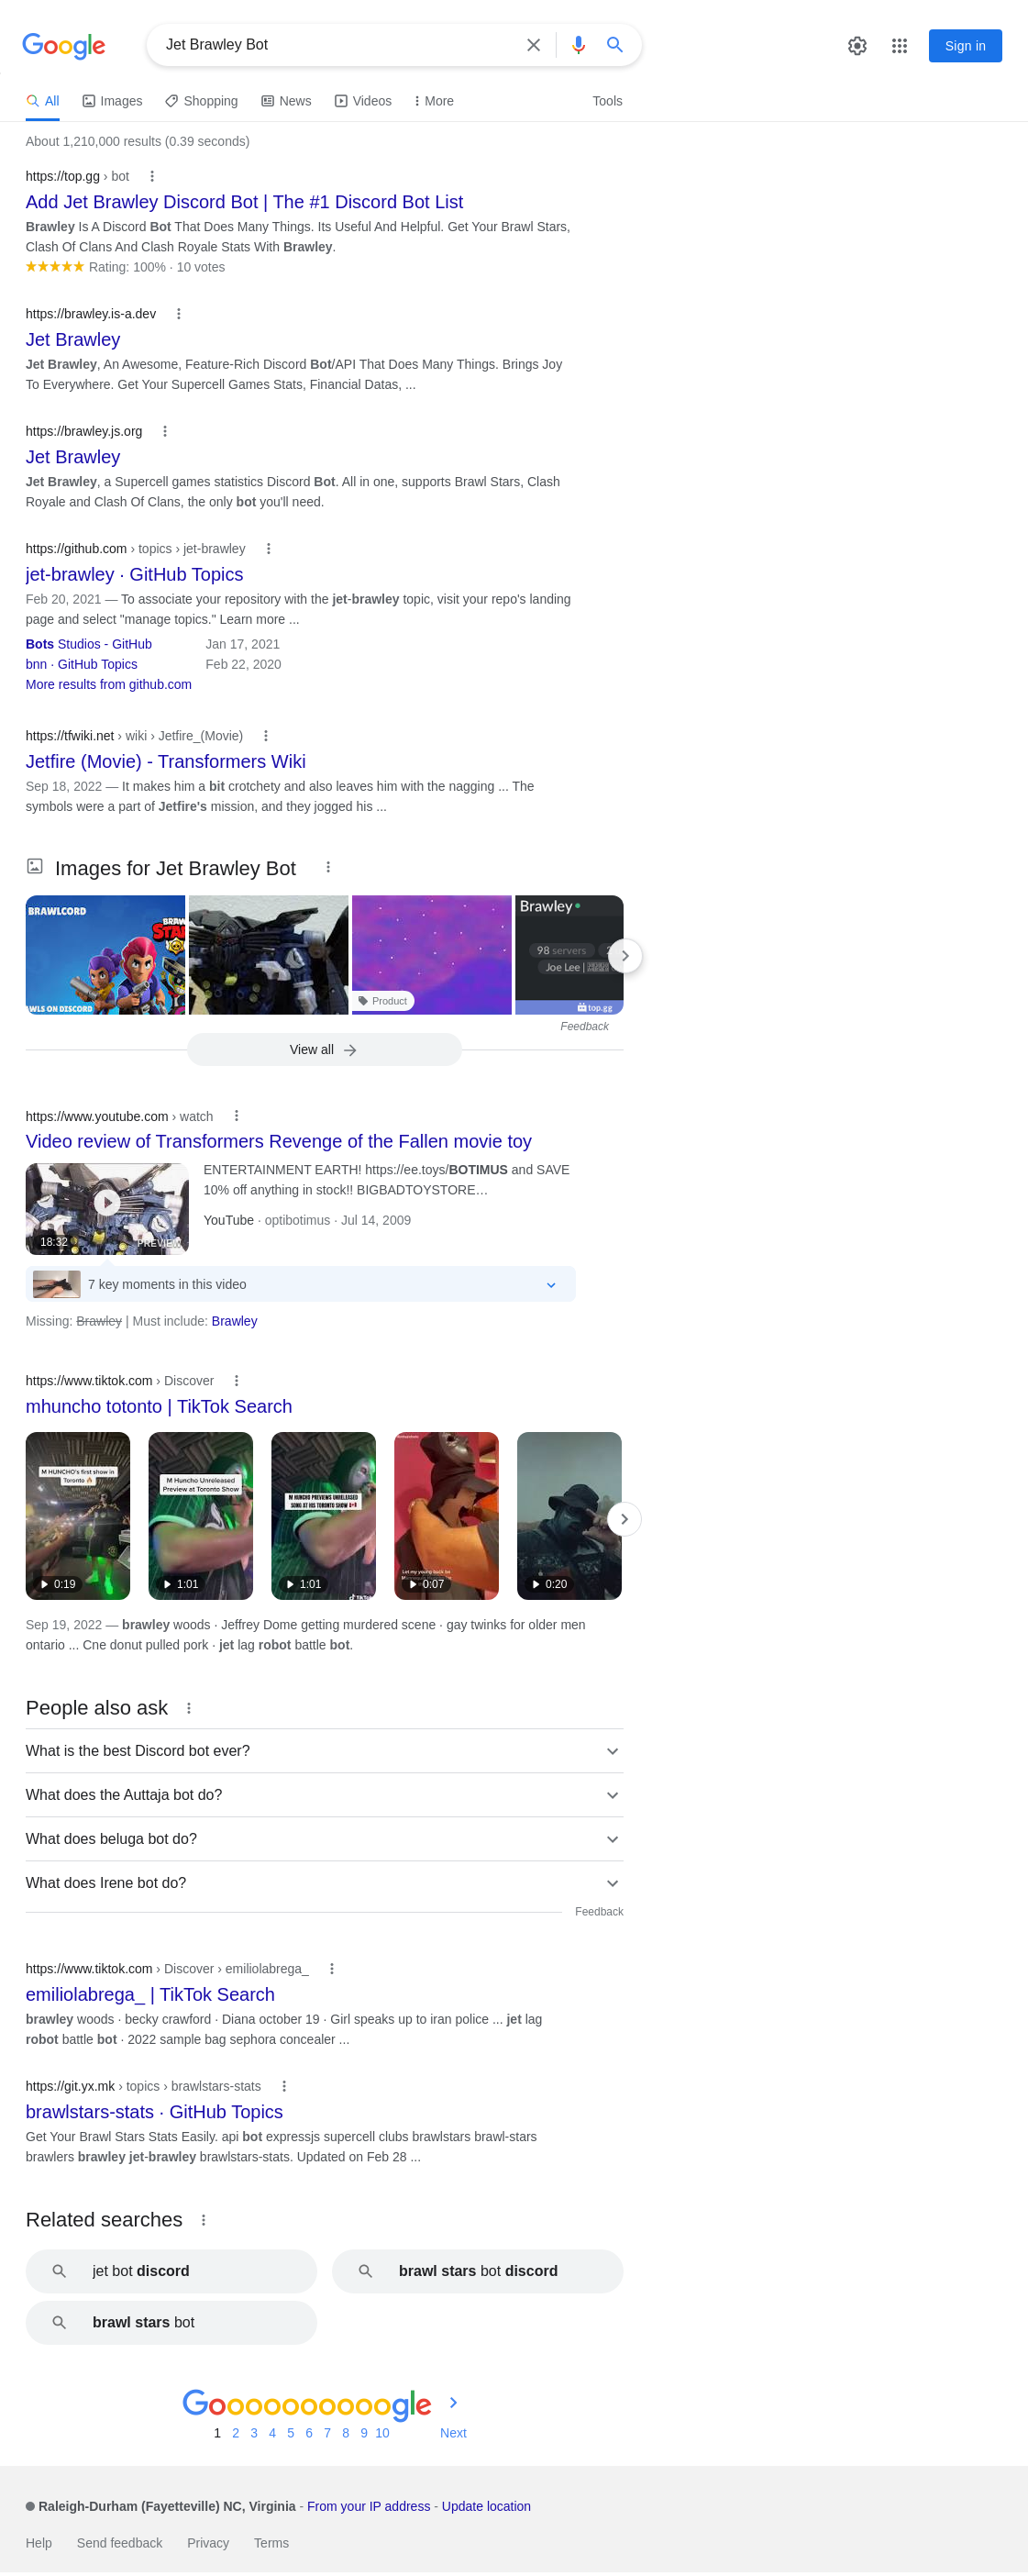 Google
Jet Brawley Bot
Sign in
All Images Shopping News Videos More Tools
About 1,210,000 results (0.39 seconds)
https://top.gg › bot
Add Jet Brawley Discord Bot | The #1 Discord Bot List
Brawley Is A Discord Bot That Does Many Things. Its Useful And Helpful. Get Your Brawl Stars,
Clash Of Clans And Clash Royale Stats With Brawley.
Rating: 100% · 10 votes
https://brawley.is-a.dev
Jet Brawley
Jet Brawley, An Awesome, Feature-Rich Discord Bot/API That Does Many Things. Brings Joy
To Everywhere. Get Your Supercell Games Stats, Financial Datas, ...
https://brawley.js.org
Jet Brawley
Jet Brawley, a Supercell games statistics Discord Bot. All in one, supports Brawl Stars, Clash
Royale and Clash Of Clans, the only bot you'll need.
https://github.com › topics › jet-brawley
jet-brawley · GitHub Topics
Feb 20, 2021 — To associate your repository with the jet-brawley topic, visit your repo's landing
page and select "manage topics." Learn more ...
Bots Studios - GitHub Jan 17, 2021
bnn · GitHub Topics Feb 22, 2020
More results from github.com
https://tfwiki.net › wiki › Jetfire_(Movie)
Jetfire (Movie) - Transformers Wiki
Sep 18, 2022 — It makes him a bit crotchety and also leaves him with the nagging ... The
symbols were a part of Jetfire's mission, and they jogged his ...
Images for Jet Brawley Bot
BRAWLCORD
BRAW
STA
AWLS ON DISCORD
Product
Brawley
98 servers
Joe Lee |
top.gg
Feedback
View all
https://www.youtube.com › watch
Video review of Transformers Revenge of the Fallen movie toy
ENTERTAINMENT EARTH! https://ee.toys/BOTIMUS and SAVE
10% off anything in stock!! BIGBADTOYSTORE…
YouTube · optibotimus · Jul 14, 2009
18:32
PREVIEW
7 key moments in this video
Missing: Brawley | Must include: Brawley
https://www.tiktok.com › Discover
mhuncho totonto | TikTok Search
M HUNCHO's first show in
Toronto
0:19
M Huncho Unreleased
Preview at Toronto Show
1:01
M HUNCHO PREVIEWS UNRELEASED
SONG AT HIS TORONTO SHOW
1:01
Let my young buck be
0:07
0:20
Sep 19, 2022 — brawley woods · Jeffrey Dome getting murdered scene · gay twinks for older men
ontario ... Cne donut pulled pork · jet lag robot battle bot.
People also ask
What is the best Discord bot ever?
What does the Auttaja bot do?
What does beluga bot do?
What does Irene bot do?
Feedback
https://www.tiktok.com › Discover › emiliolabrega_
emiliolabrega_ | TikTok Search
brawley woods · becky crawford · Diana october 19 · Girl speaks up to iran police ... jet lag
robot battle bot · 2022 sample bag sephora concealer ...
https://git.yx.mk › topics › brawlstars-stats
brawlstars-stats · GitHub Topics
Get Your Brawl Stars Stats Easily. api bot expressjs supercell clubs brawlstars brawl-stars
brawlers brawley jet-brawley brawlstars-stats. Updated on Feb 28 ...
Related searches
jet bot discord
brawl stars bot discord
brawl stars bot
Goooooooooogle
1 2 3 4 5 6 7 8 9 10 Next
Raleigh-Durham (Fayetteville) NC, Virginia - From your IP address - Update location
Help Send feedback Privacy Terms